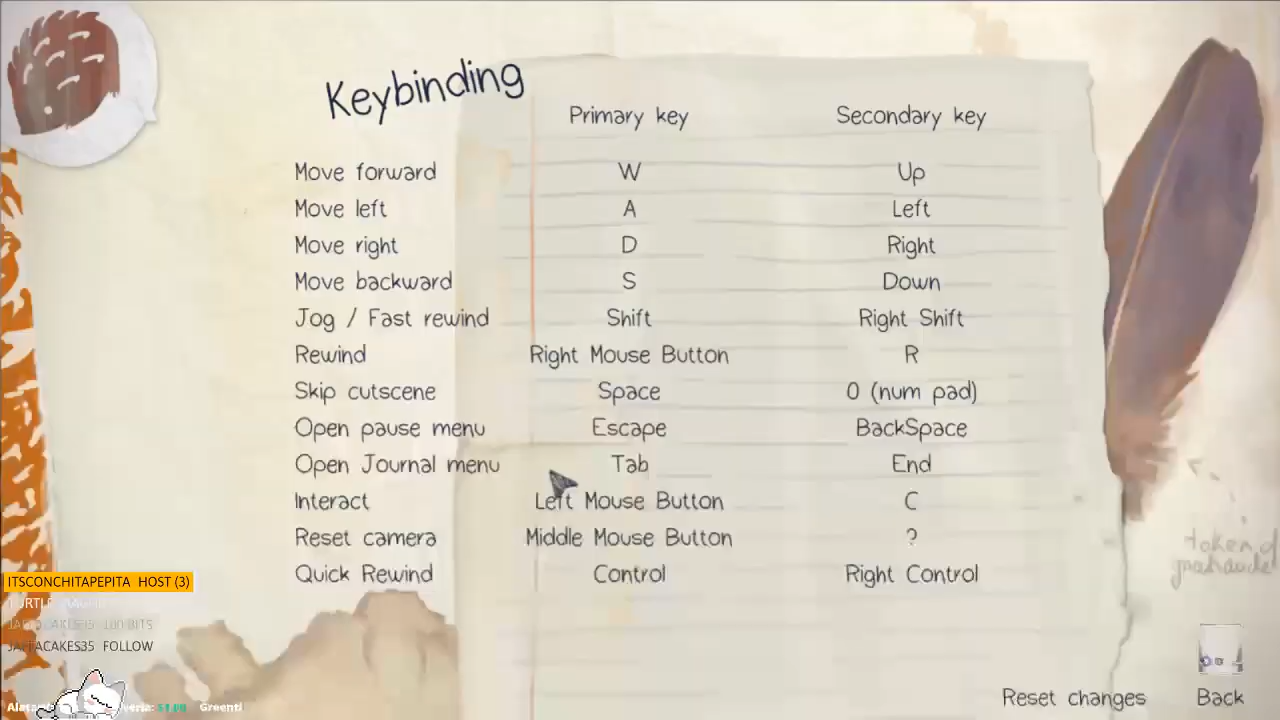 Keybinding
Primary key Secondary key
Move forward W Up
Move left A Left
Move right D Right
Move backward S Down
Jog / Fast rewind Shift Right Shift
Rewind Right Mouse Button R
Skip cutscene Space 0 (num pad)
Open pause menu Escape BackSpace
Open Journal menu Tab End
Interact Left Mouse Button C
Reset camera Middle Mouse Button ?
Quick Rewind Control Right Control
ITSCONCHITAPEPITA HOST (3)
JAFFACAKES35 100 BITS
JAFFACAKES35 FOLLOW
Reset changes Back